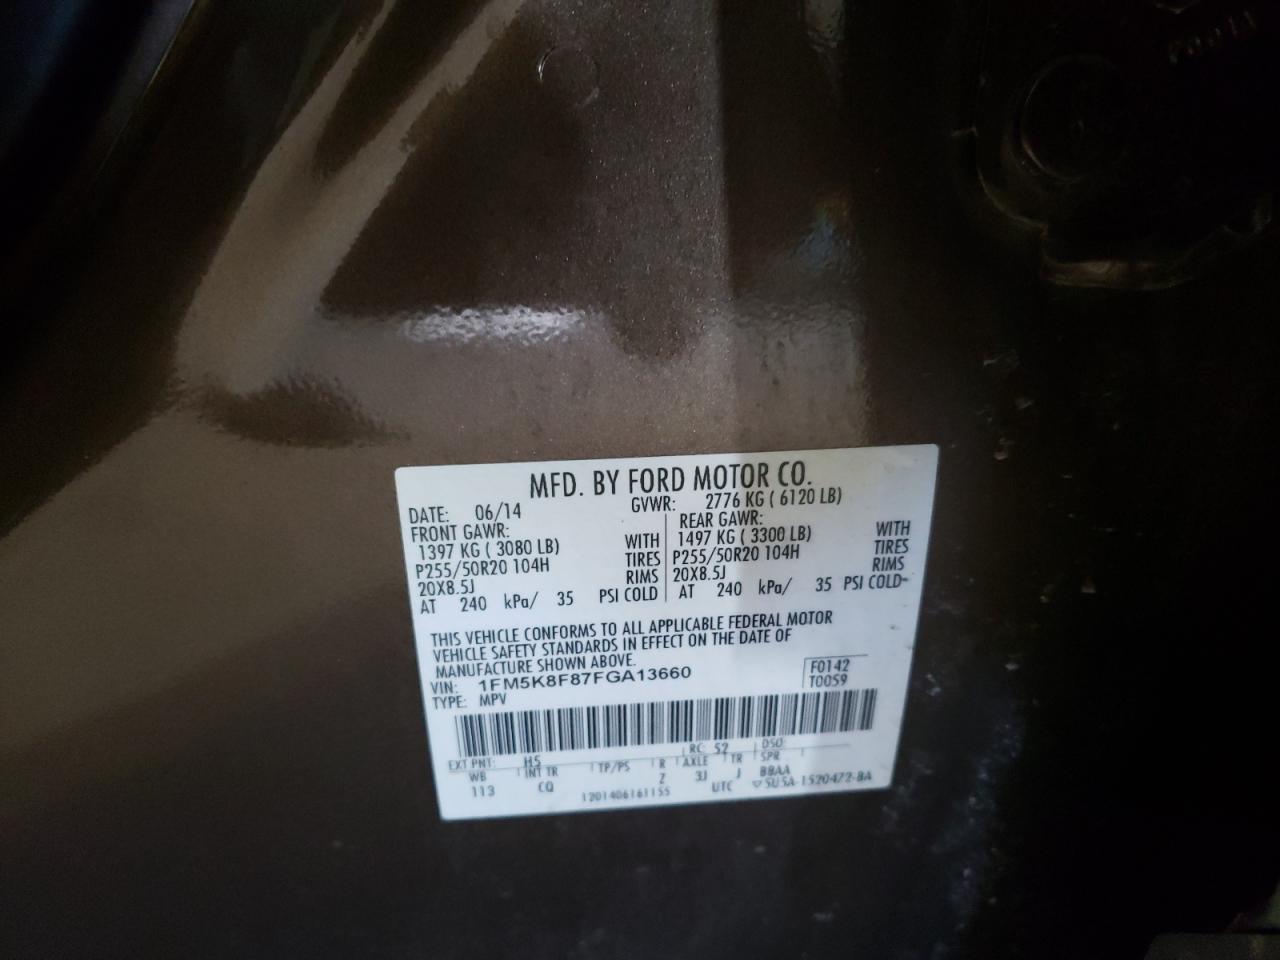 MFD. BY FORD MOTOR CO.
DATE: 06/14 GVWR: 2776 KG ( 6120 LB)
FRONT GAWR: REAR GAWR:
1397 KG ( 3080 LB) WITH 1497 KG ( 3300 LB) WITH
P255/50R20 104H TIRES P255/50R20 104H TIRES
20X8.5J RIMS 20X8.5J RIMS
AT 240 kPa/ 35 PSI COLD AT 240 kPa/ 35 PSI COLD
THIS VEHICLE CONFORMS TO ALL APPLICABLE FEDERAL MOTOR
VEHICLE SAFETY STANDARDS IN EFFECT ON THE DATE OF
MANUFACTURE SHOWN ABOVE.
VIN: 1FM5K8F87FGA13660 F0142
TYPE: MPV T0059
EXT PNT: H5 RC: 52 DSO:
WB INT TR TP/PS R AXLE TR SPR
113 CQ Z 3J J BBAA
1201406161155 UTC ▽SU5A-1520472-BA